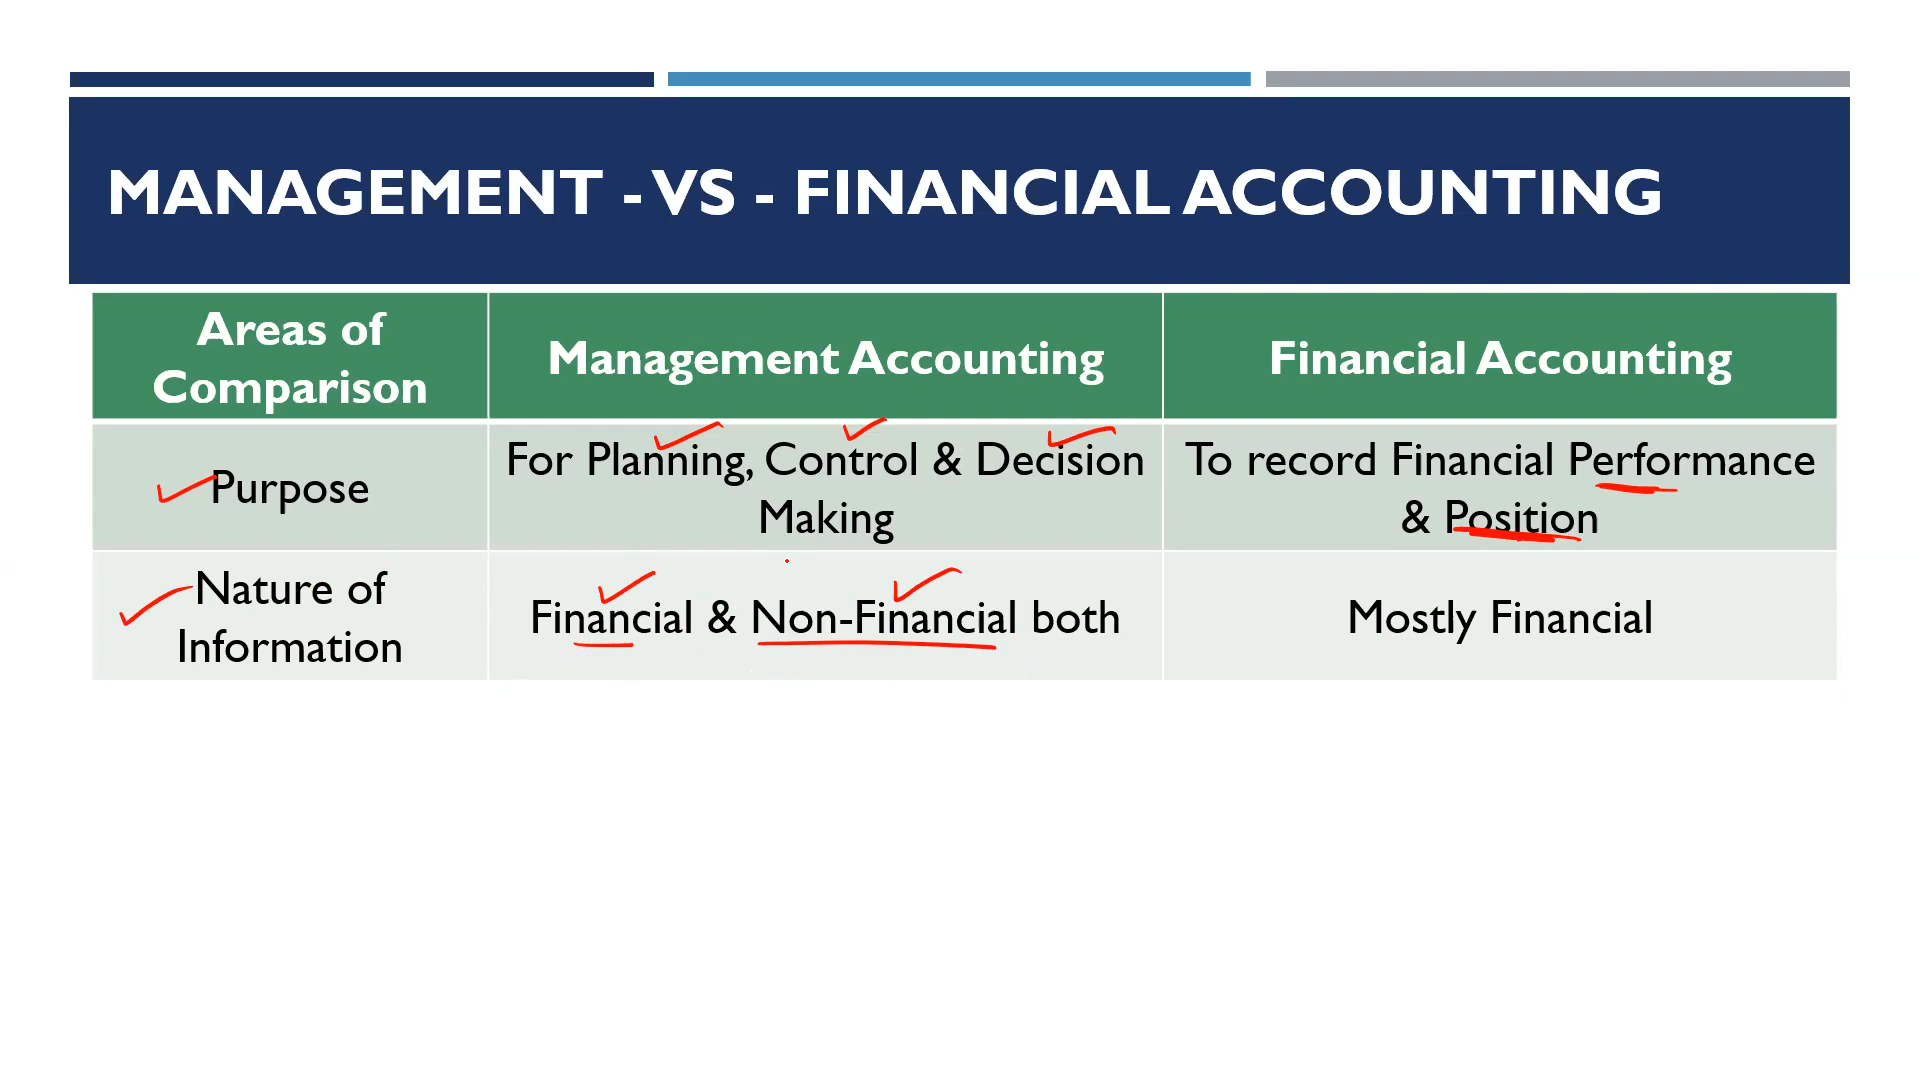 MANAGEMENT - VS - FINANCIAL ACCOUNTING
Areas of
Comparison
Management Accounting
Financial Accounting
Purpose
For Planning, Control & Decision
Making
To record Financial Performance
& Position
Nature of
Information
Financial & Non-Financial both
Mostly Financial